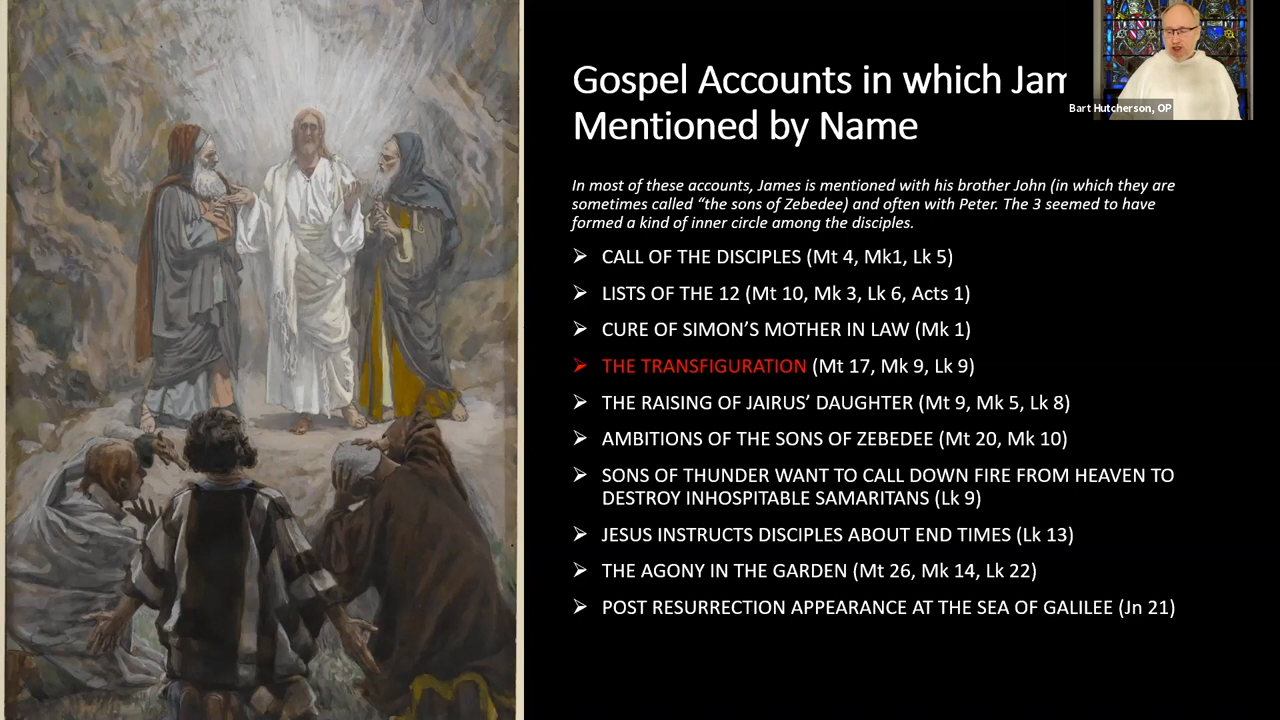 Gospel Accounts in which Jam
Mentioned by Name
Bart Hutcherson, OP
In most of these accounts, James is mentioned with his brother John (in which they are
sometimes called “the sons of Zebedee) and often with Peter. The 3 seemed to have
formed a kind of inner circle among the disciples.
➢ CALL OF THE DISCIPLES (Mt 4, Mk1, Lk 5)
➢ LISTS OF THE 12 (Mt 10, Mk 3, Lk 6, Acts 1)
➢ CURE OF SIMON’S MOTHER IN LAW (Mk 1)
➢ THE TRANSFIGURATION (Mt 17, Mk 9, Lk 9)
➢ THE RAISING OF JAIRUS’ DAUGHTER (Mt 9, Mk 5, Lk 8)
➢ AMBITIONS OF THE SONS OF ZEBEDEE (Mt 20, Mk 10)
➢ SONS OF THUNDER WANT TO CALL DOWN FIRE FROM HEAVEN TO
DESTROY INHOSPITABLE SAMARITANS (Lk 9)
➢ JESUS INSTRUCTS DISCIPLES ABOUT END TIMES (Lk 13)
➢ THE AGONY IN THE GARDEN (Mt 26, Mk 14, Lk 22)
➢ POST RESURRECTION APPEARANCE AT THE SEA OF GALILEE (Jn 21)